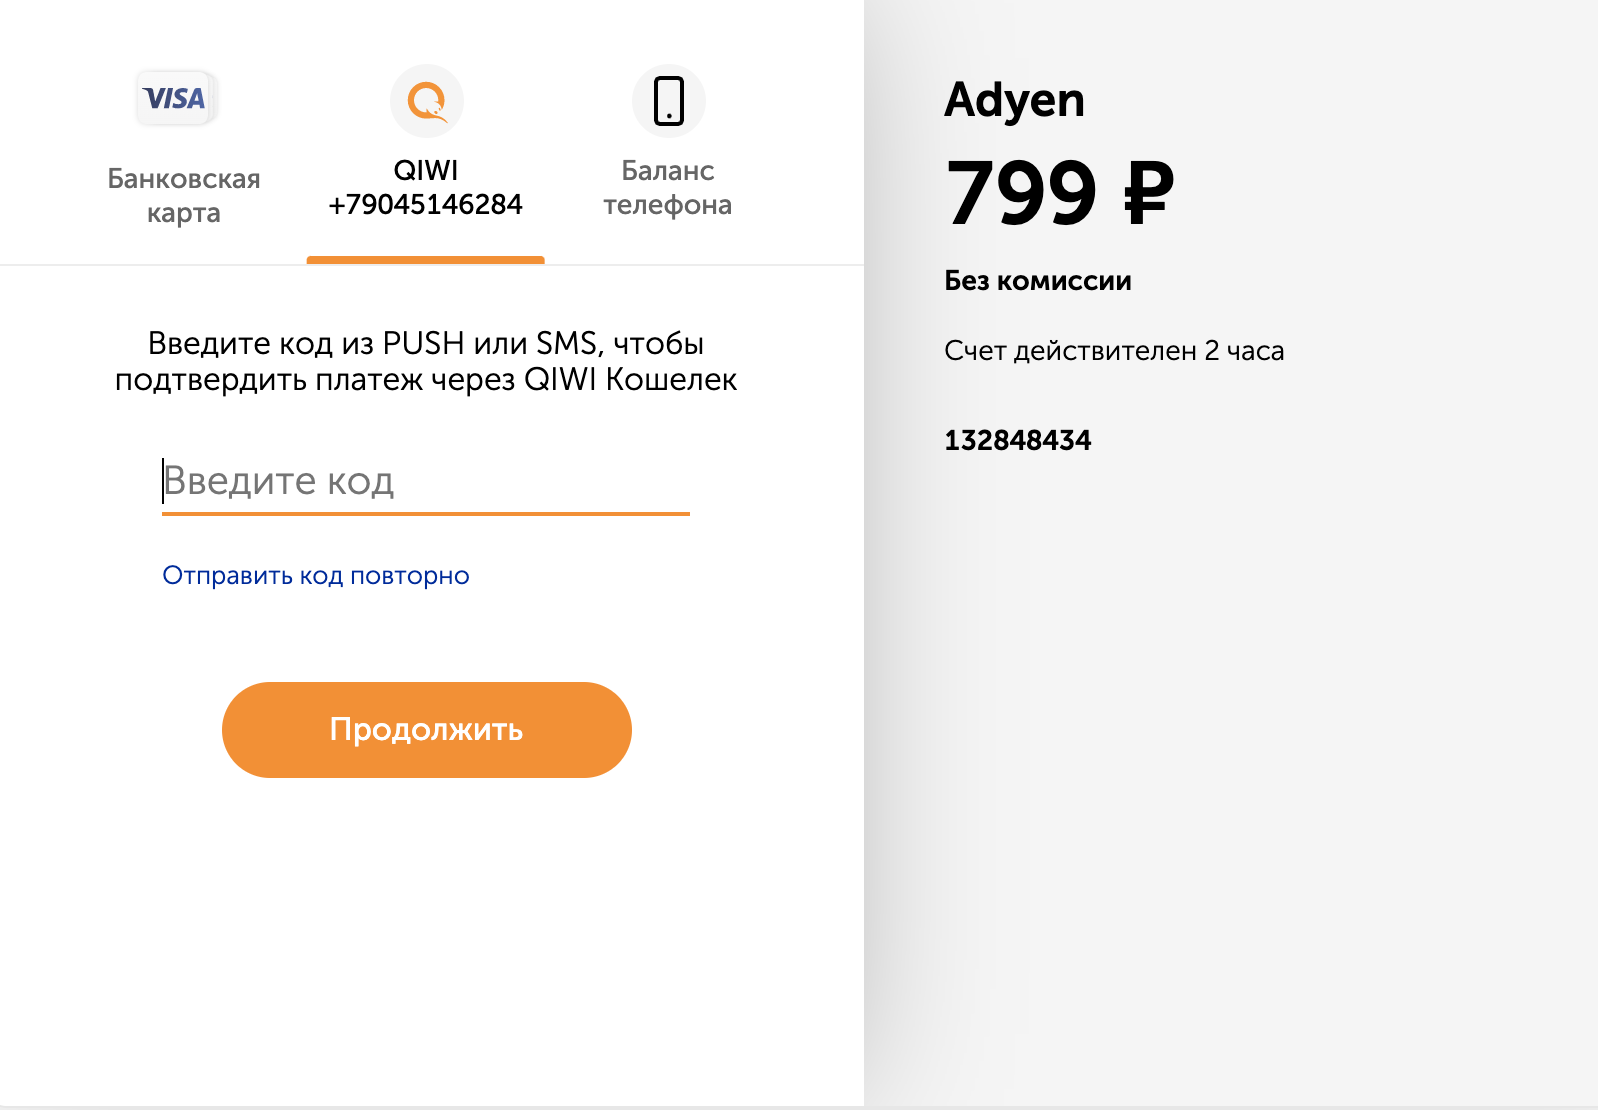 VISA
Банковская
карта
QIWI
+79045146284
Баланс
телефона
Введите код из PUSH или SMS, чтобы
подтвердить платеж через QIWI Кошелек
Введите код
Отправить код повторно
Продолжить
Adyen
799 ₽
Без комиссии
Счет действителен 2 часа
132848434